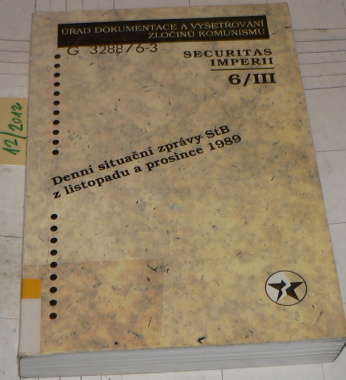 ÚŘAD DOKUMENTACE A VYŠETŘOVÁNÍ
ZLOČINŮ KOMUNISMU
G 3288/6-3
SECURITAS
IMPERII
6/III
12/2012
Denní situační zprávy StB
z listopadu a prosince 1989